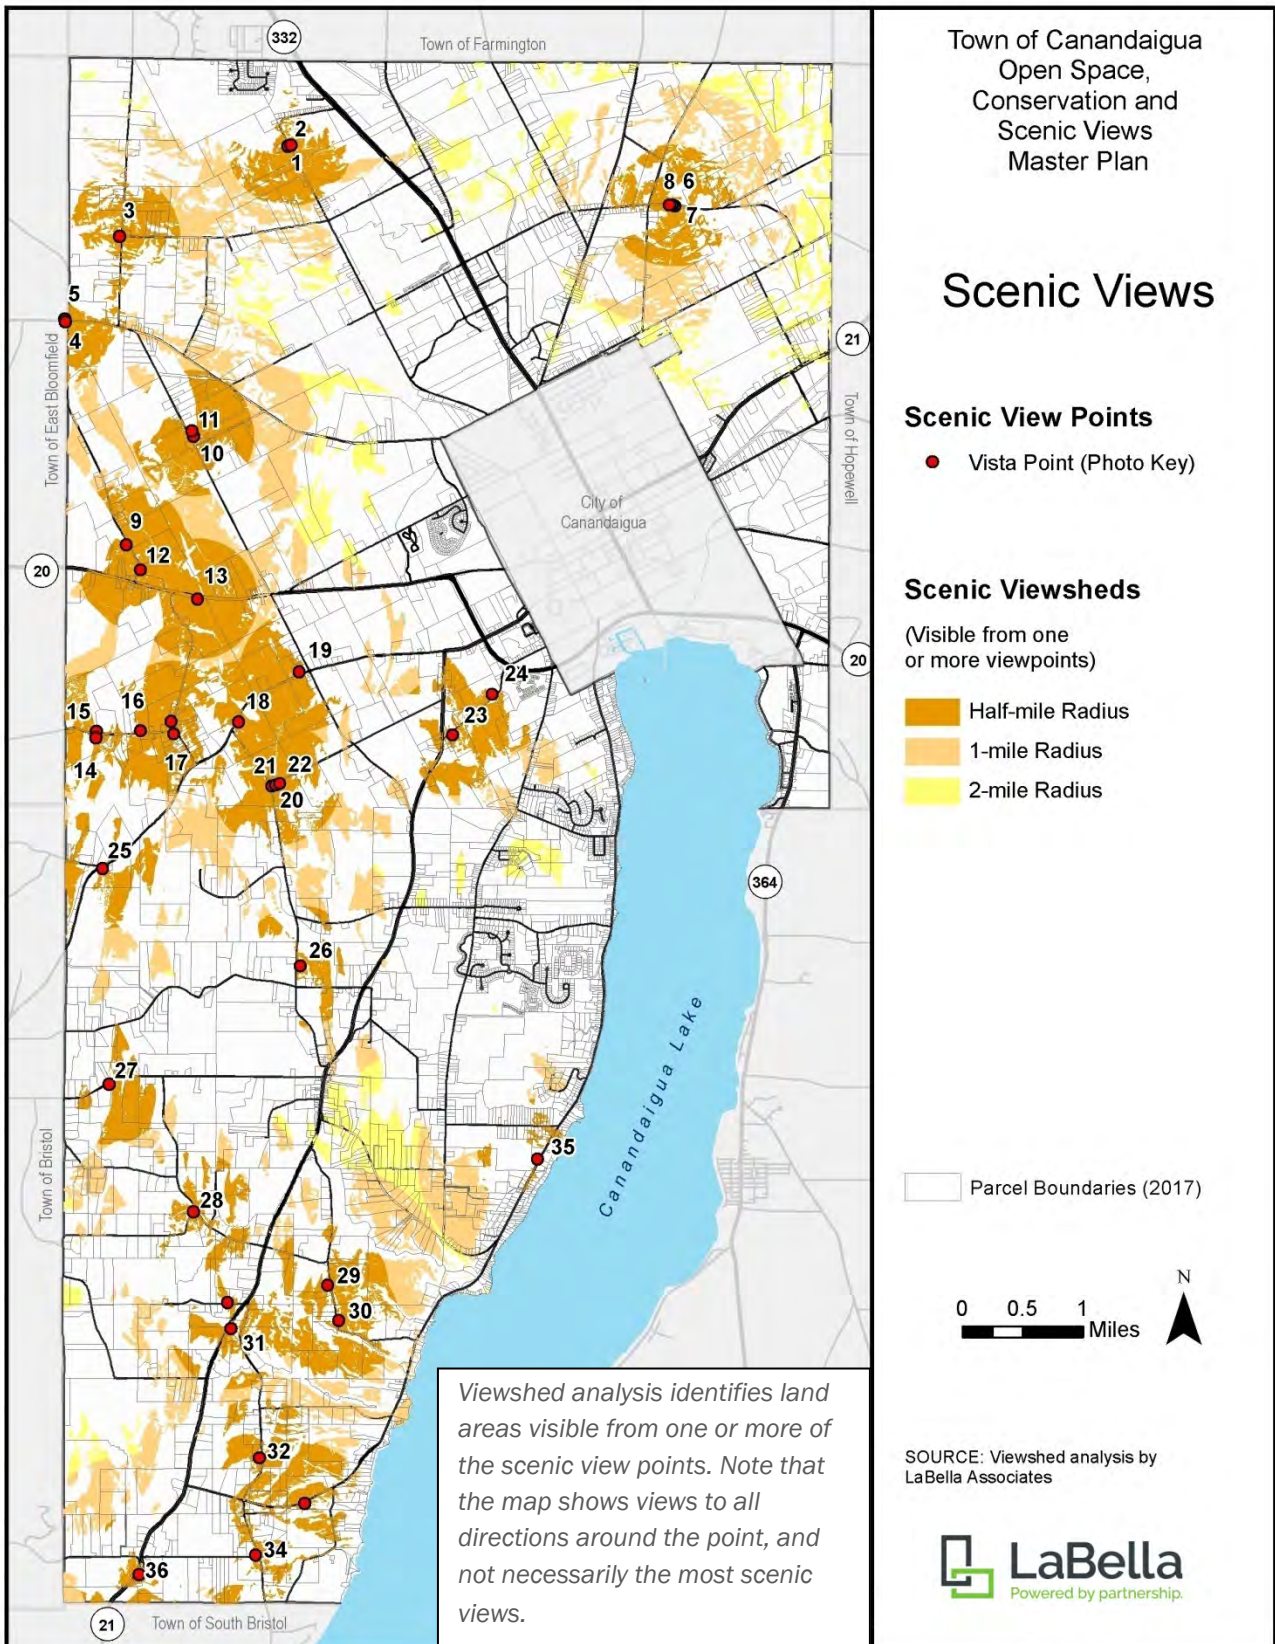 332
Town of Farmington
2
1
8 6
7
3
5
4
Town of East Bloomfield
21
Town of Hopewell
11
10
City of
Canandaigua
9
12
20
13
19
20
24
18
16
15
23
17
14
22
21
20
25
364
26
Canandaigua Lake
27
35
Town of Bristol
28
29
30
31
32
34
36
21
Town of South Bristol
Viewshed analysis identifies land
areas visible from one or more of
the scenic view points. Note that
the map shows views to all
directions around the point, and
not necessarily the most scenic
views.
Town of Canandaigua
Open Space,
Conservation and
Scenic Views
Master Plan
Scenic Views
Scenic View Points
Vista Point (Photo Key)
Scenic Viewsheds
(Visible from one
or more viewpoints)
Half-mile Radius
1-mile Radius
2-mile Radius
Parcel Boundaries (2017)
N
0 0.5 1
Miles
SOURCE: Viewshed analysis by
LaBella Associates
LaBella
Powered by partnership.